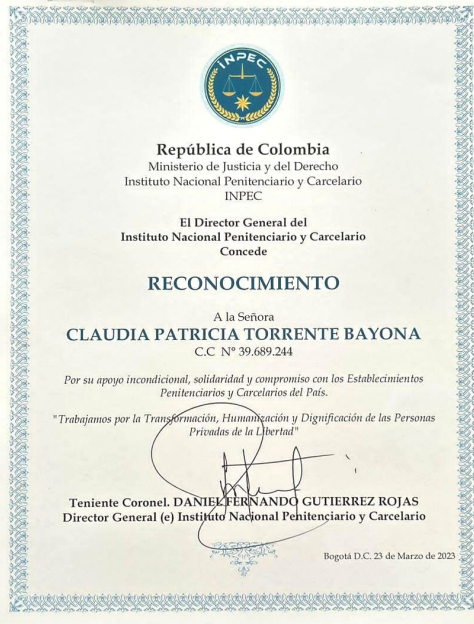 INPEC
República de Colombia
Ministerio de Justicia y del Derecho
Instituto Nacional Penitenciario y Carcelario
INPEC
El Director General del
Instituto Nacional Penitenciario y Carcelario
Concede
RECONOCIMIENTO
A la Señora
CLAUDIA PATRICIA TORRENTE BAYONA
C.C Nº 39.689.244
Por su apoyo incondicional, solidaridad y compromiso con los Establecimientos
Penitenciarios y Carcelarios del País.
"Trabajamos por la Transformación, Humanización y Dignificación de las Personas
Privadas de la Libertad"
Teniente Coronel. DANIEL FERNANDO GUTIERREZ ROJAS
Director General (e) Instituto Nacional Penitenciario y Carcelario
Bogotá D.C. 23 de Marzo de 2023